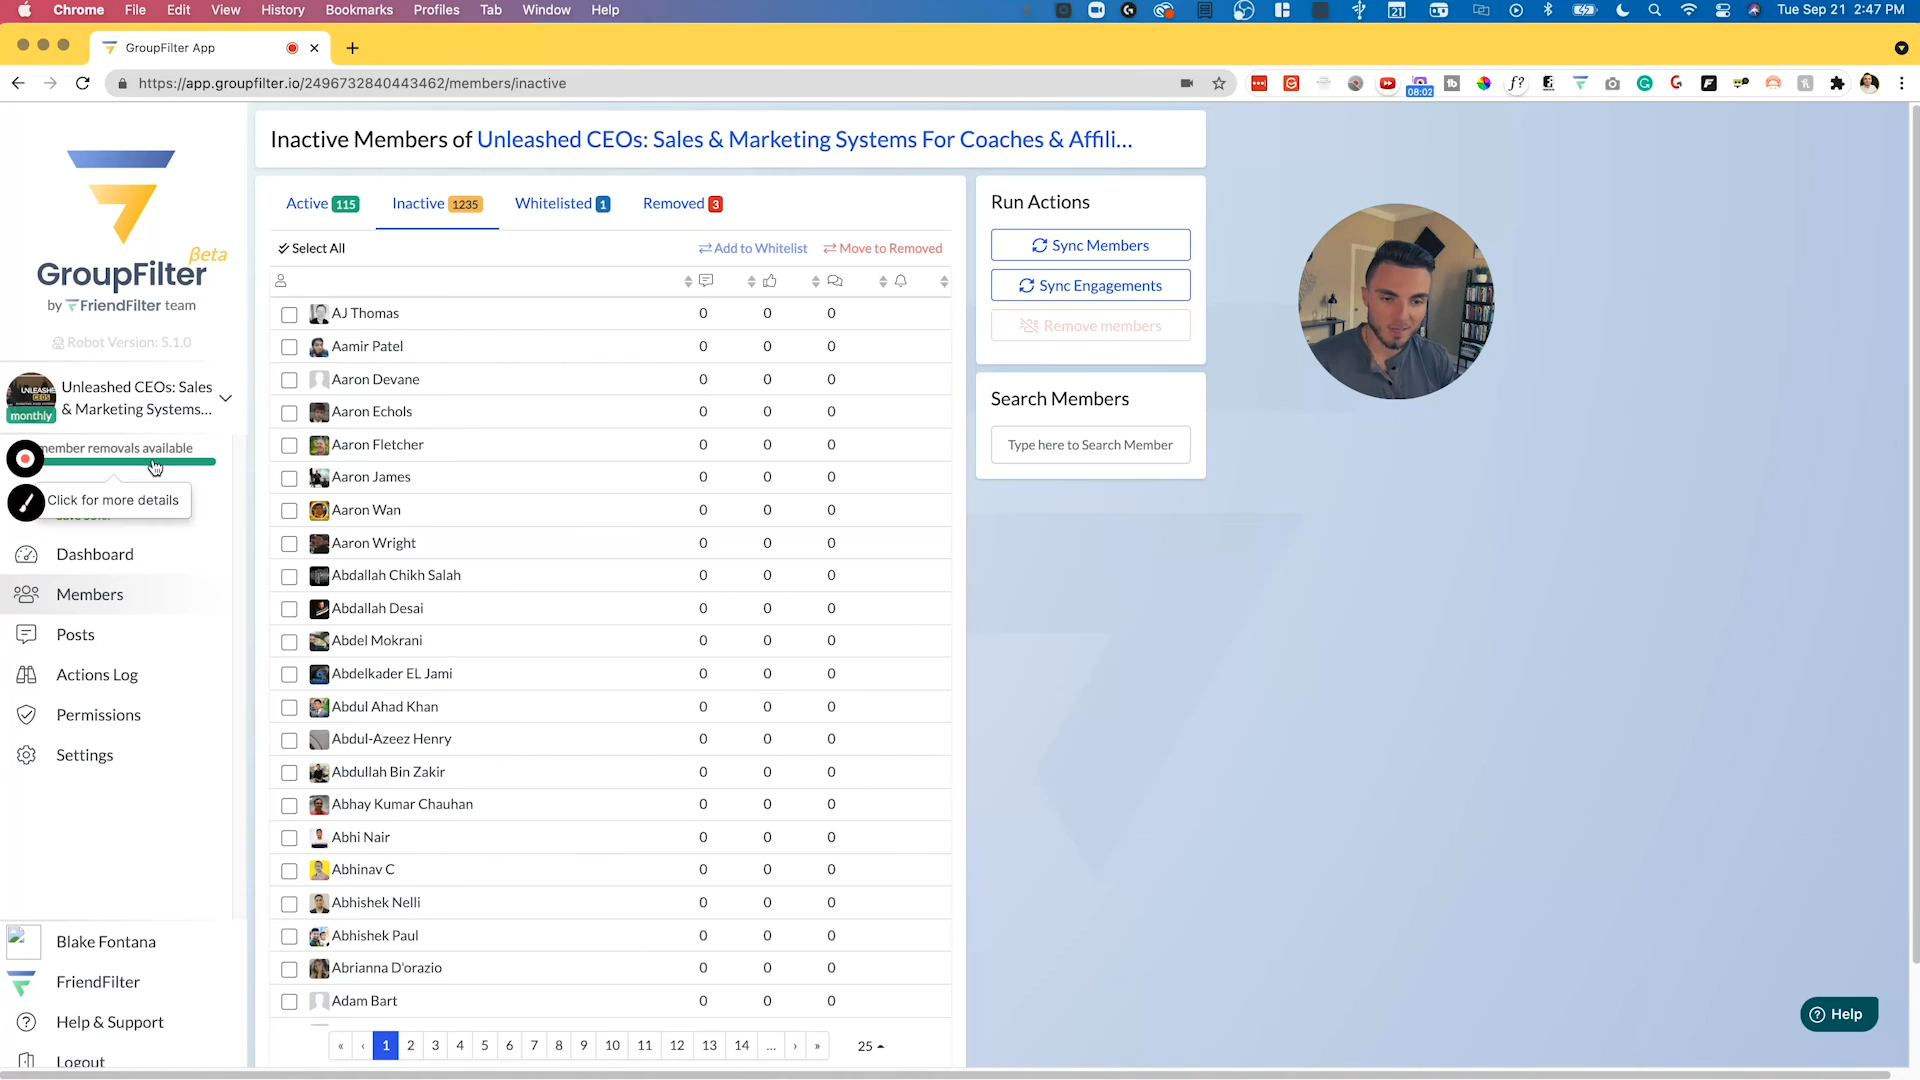 Chrome File Edit View History Bookmarks Profiles Tab Window Help
21
Tue Sep 21 2:47 PM
GroupFilter App
https://app.groupfilter.io/2496732840443462/members/inactive
08:02
Inactive Members of Unleashed CEOs: Sales & Marketing Systems For Coaches & Affili...
Active 115 Inactive 1235 Whitelisted 1 Removed 3
Select All Add to Whitelist Move to Removed
AJ Thomas 0 0 0
Aamir Patel 0 0 0
Aaron Devane 0 0 0
Aaron Echols 0 0 0
Aaron Fletcher 0 0 0
Aaron James 0 0 0
Aaron Wan 0 0 0
Aaron Wright 0 0 0
Abdallah Chikh Salah 0 0 0
Abdallah Desai 0 0 0
Abdel Mokrani 0 0 0
Abdelkader EL Jami 0 0 0
Abdul Ahad Khan 0 0 0
Abdul-Azeez Henry 0 0 0
Abdullah Bin Zakir 0 0 0
Abhay Kumar Chauhan 0 0 0
Abhi Nair 0 0 0
Abhinav C 0 0 0
Abhishek Nelli 0 0 0
Abhishek Paul 0 0 0
Abrianna D'orazio 0 0 0
Adam Bart 0 0 0
« ‹ 1 2 3 4 5 6 7 8 9 10 11 12 13 14 ... › » 25
Run Actions
Sync Members
Sync Engagements
Remove members
Search Members
Type here to Search Member
βeta
GroupFilter
by FriendFilter team
Robot Version: 5.1.0
Unleashed CEOs: Sales
& Marketing Systems...
monthly
member removals available
Click for more details
Dashboard
Members
Posts
Actions Log
Permissions
Settings
Blake Fontana
FriendFilter
Help & Support
Logout
Help